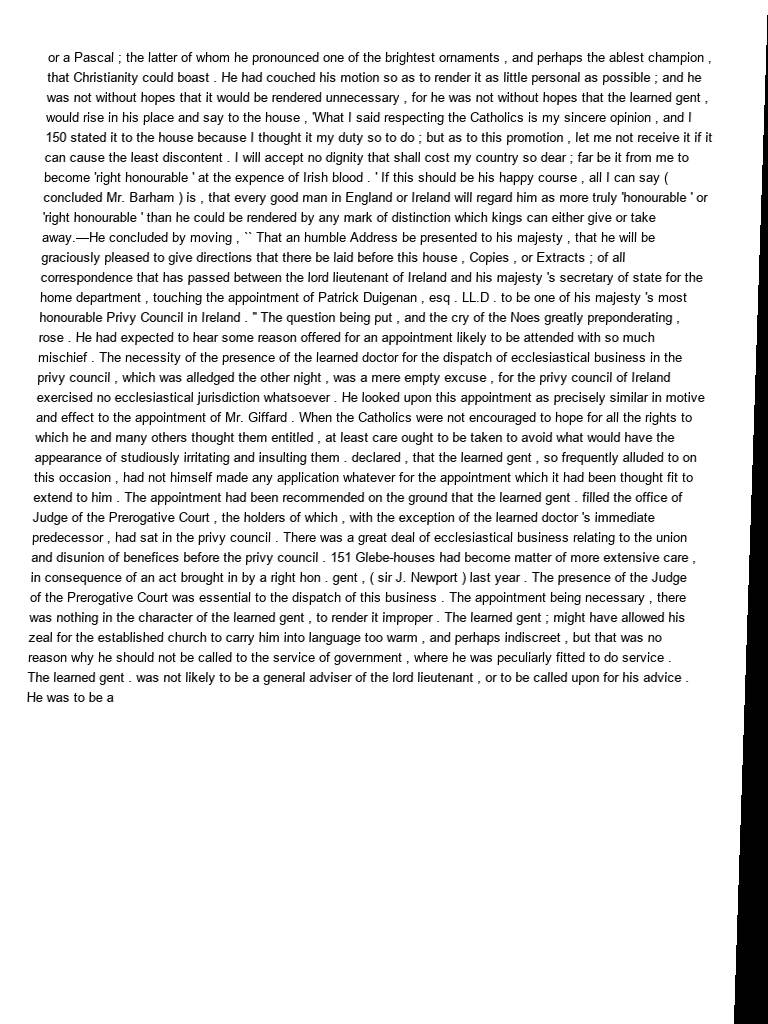 or a Pascal ; the latter of whom he pronounced one of the brightest ornaments , and perhaps the ablest champion ,
that Christianity could boast . He had couched his motion so as to render it as little personal as possible ; and he
was not without hopes that it would be rendered unnecessary , for he was not without hopes that the learned gent ,
would rise in his place and say to the house , 'What I said respecting the Catholics is my sincere opinion , and I
150 stated it to the house because I thought it my duty so to do ; but as to this promotion , let me not receive it if it
can cause the least discontent . I will accept no dignity that shall cost my country so dear ; far be it from me to
become 'right honourable ' at the expence of Irish blood . ' If this should be his happy course , all I can say (
concluded Mr. Barham ) is , that every good man in England or Ireland will regard him as more truly 'honourable ' or
'right honourable ' than he could be rendered by any mark of distinction which kings can either give or take
away.—He concluded by moving , `` That an humble Address be presented to his majesty , that he will be
graciously pleased to give directions that there be laid before this house , Copies , or Extracts ; of all
correspondence that has passed between the lord lieutenant of Ireland and his majesty 's secretary of state for the
home department , touching the appointment of Patrick Duigenan , esq . LL.D . to be one of his majesty 's most
honourable Privy Council in Ireland . " The question being put , and the cry of the Noes greatly preponderating ,
rose . He had expected to hear some reason offered for an appointment likely to be attended with so much
mischief . The necessity of the presence of the learned doctor for the dispatch of ecclesiastical business in the
privy council , which was alledged the other night , was a mere empty excuse , for the privy council of Ireland
exercised no ecclesiastical jurisdiction whatsoever . He looked upon this appointment as precisely similar in motive
and effect to the appointment of Mr. Giffard . When the Catholics were not encouraged to hope for all the rights to
which he and many others thought them entitled , at least care ought to be taken to avoid what would have the
appearance of studiously irritating and insulting them . declared , that the learned gent , so frequently alluded to on
this occasion , had not himself made any application whatever for the appointment which it had been thought fit to
extend to him . The appointment had been recommended on the ground that the learned gent . filled the office of
Judge of the Prerogative Court , the holders of which , with the exception of the learned doctor 's immediate
predecessor , had sat in the privy council . There was a great deal of ecclesiastical business relating to the union
and disunion of benefices before the privy council . 151 Glebe-houses had become matter of more extensive care ,
in consequence of an act brought in by a right hon . gent , ( sir J. Newport ) last year . The presence of the Judge
of the Prerogative Court was essential to the dispatch of this business . The appointment being necessary , there
was nothing in the character of the learned gent , to render it improper . The learned gent ; might have allowed his
zeal for the established church to carry him into language too warm , and perhaps indiscreet , but that was no
reason why he should not be called to the service of government , where he was peculiarly fitted to do service .
The learned gent . was not likely to be a general adviser of the lord lieutenant , or to be called upon for his advice .
He was to be a